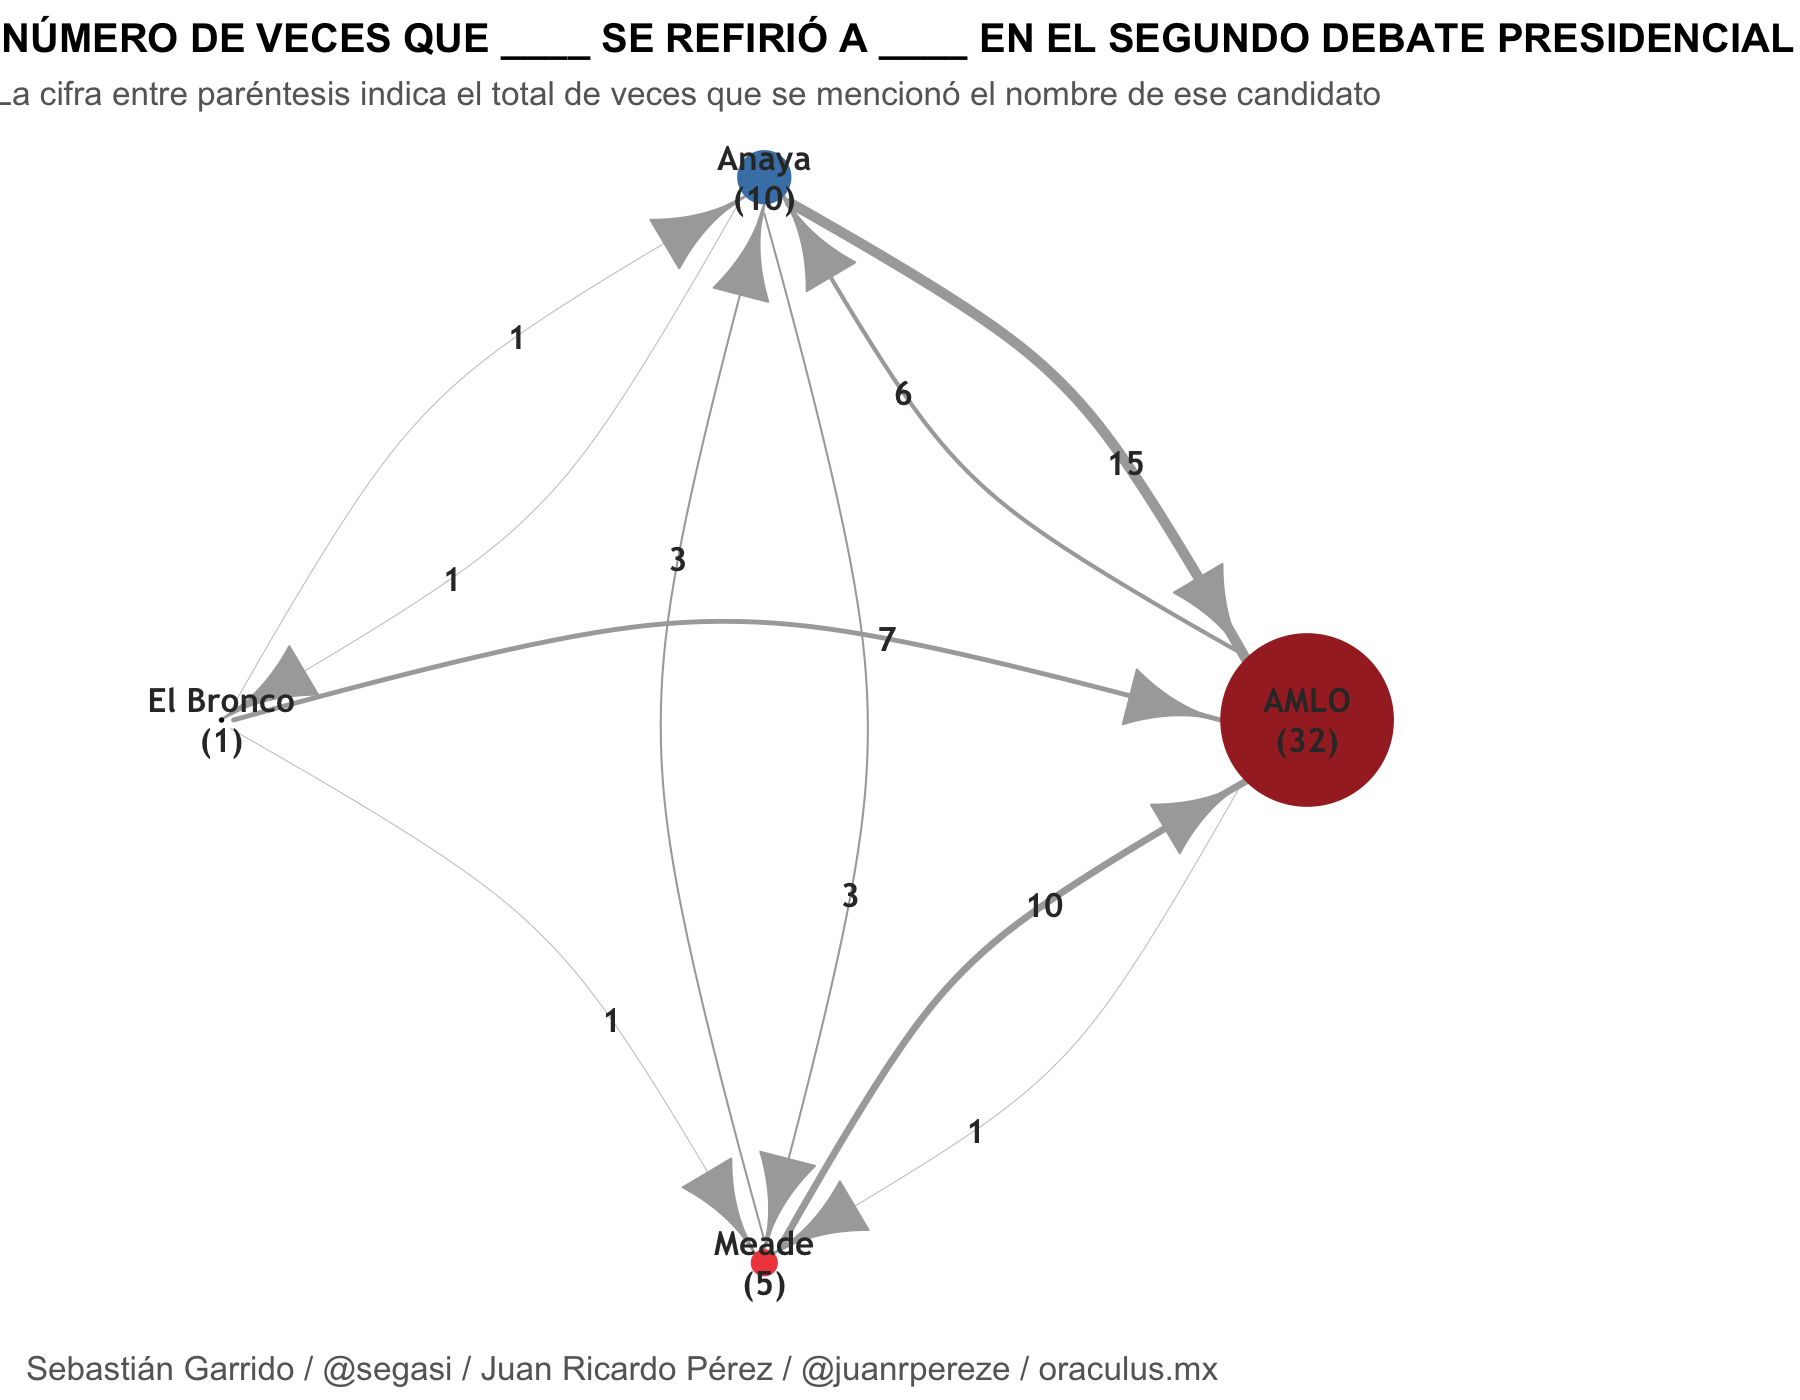 NÚMERO DE VECES QUE ____ SE REFIRIÓ A ____ EN EL SEGUNDO DEBATE PRESIDENCIAL
La cifra entre paréntesis indica el total de veces que se mencionó el nombre de ese candidato
Anaya
(10)
1
6
15
3
1
7
El Bronco
(1)
AMLO
(32)
3
10
1
1
Meade
(5)
Sebastián Garrido / @segasi / Juan Ricardo Pérez / @juanrpereze / oraculus.mx